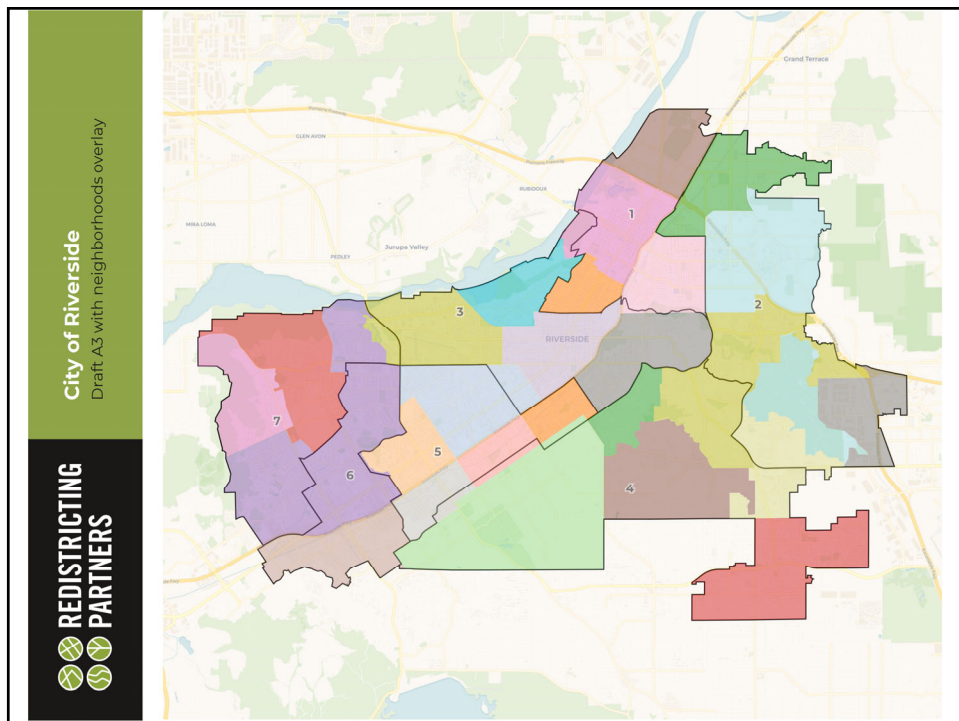 City of Riverside
Draft A3 with neighborhoods overlay
REDISTRICTING
PARTNERS
Grand Terrace
GLEN AVON
RUBIDOUX
MIRA LOMA
Jurupa Valley
PEDLEY
RIVERSIDE
1
2
3
4
5
6
7